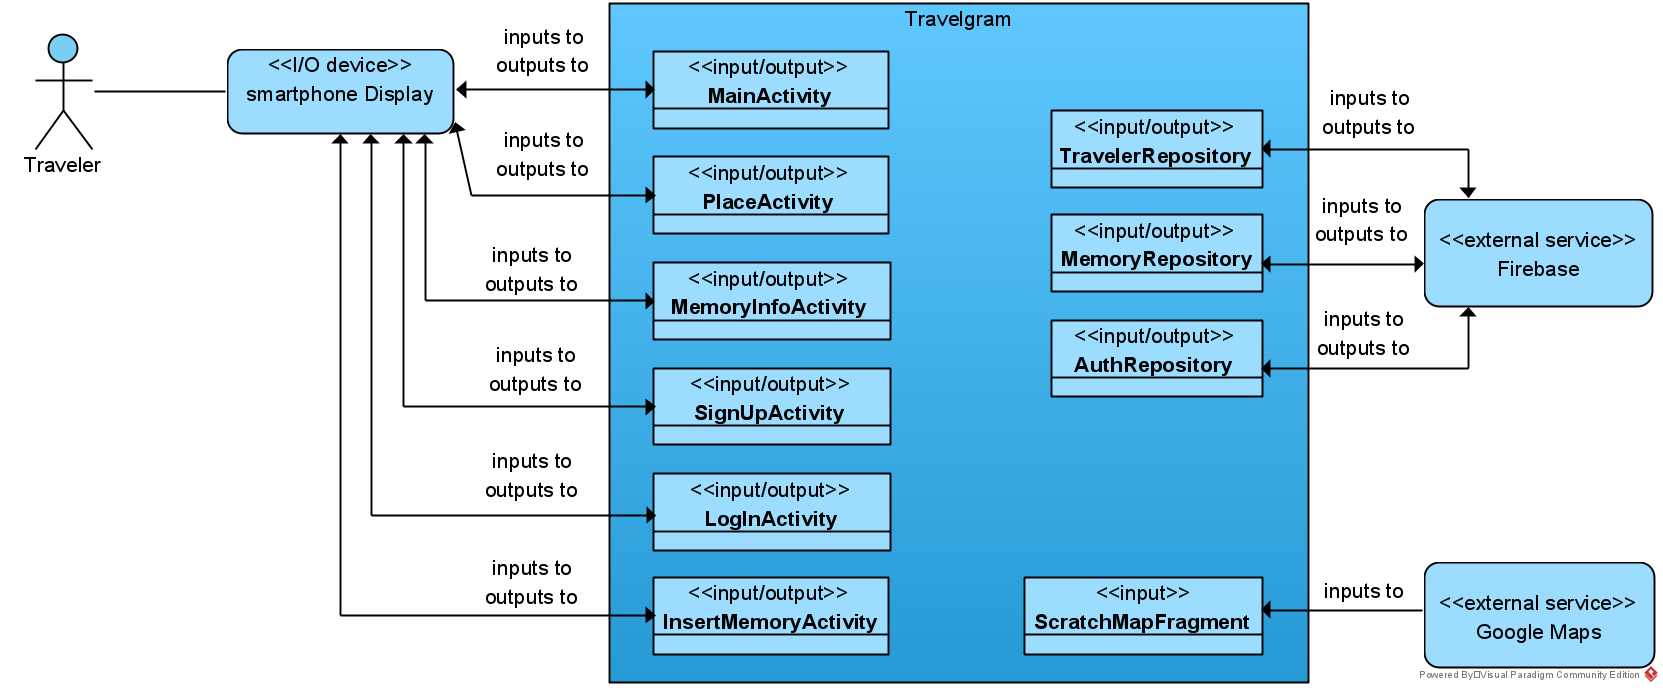 Travelgram
Traveler
<<I/O device>>
smartphone Display
inputs to
outputs to
<<input/output>>
MainActivity
inputs to
outputs to
<<input/output>>
PlaceActivity
inputs to
outputs to
<<input/output>>
MemoryInfoActivity
inputs to
outputs to
<<input/output>>
SignUpActivity
inputs to
outputs to
<<input/output>>
LogInActivity
inputs to
outputs to
<<input/output>>
InsertMemoryActivity
<<input/output>>
TravelerRepository
inputs to
outputs to
<<input/output>>
MemoryRepository
inputs to
outputs to
<<input/output>>
AuthRepository
inputs to
outputs to
<<external service>>
Firebase
<<input>>
ScratchMapFragment
inputs to
<<external service>>
Google Maps
Powered By□Visual Paradigm Community Edition